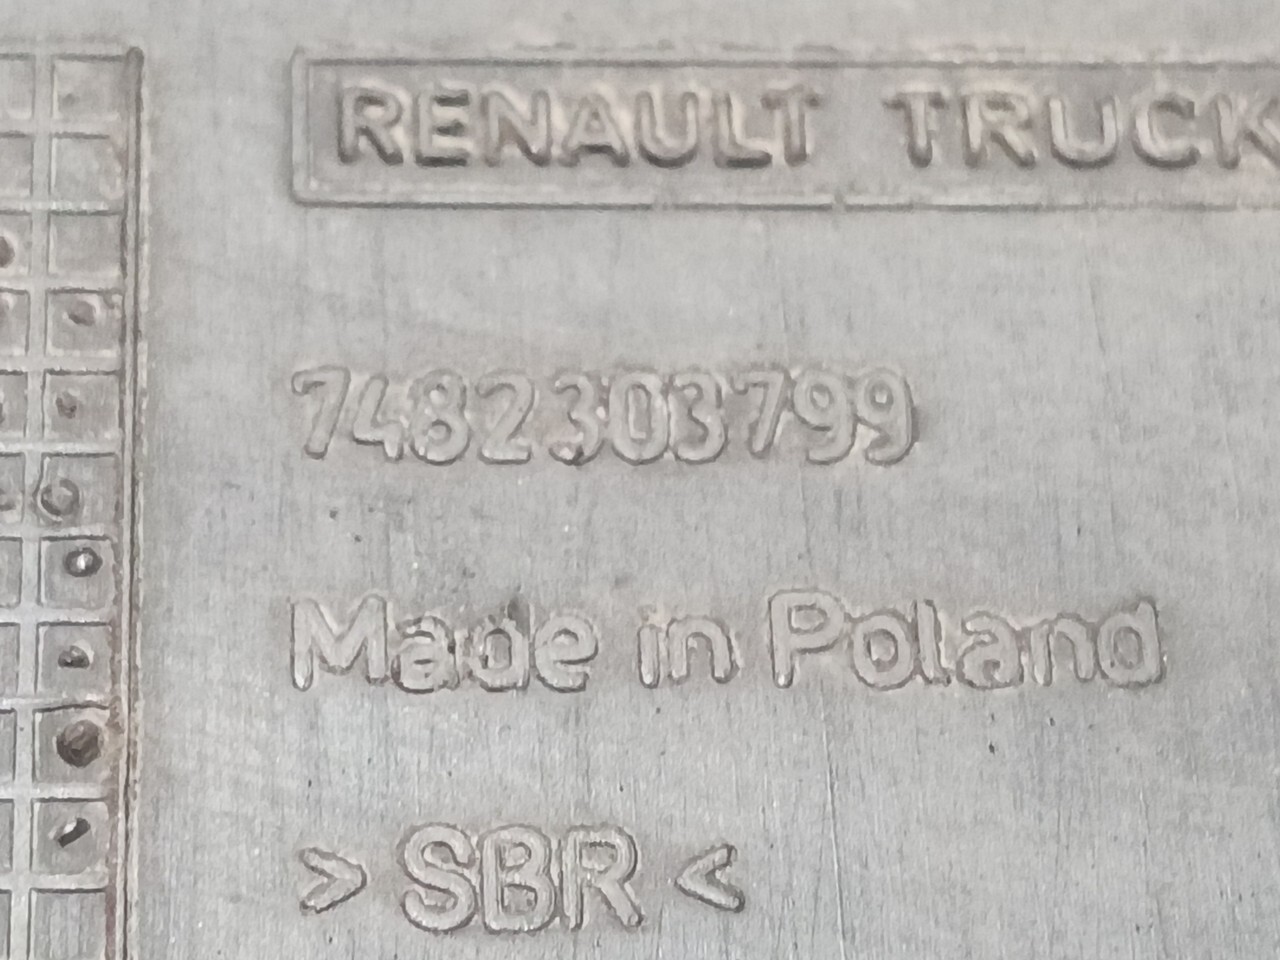 RENAULT TRUCK
7482303799
Made in Poland
> SBR <